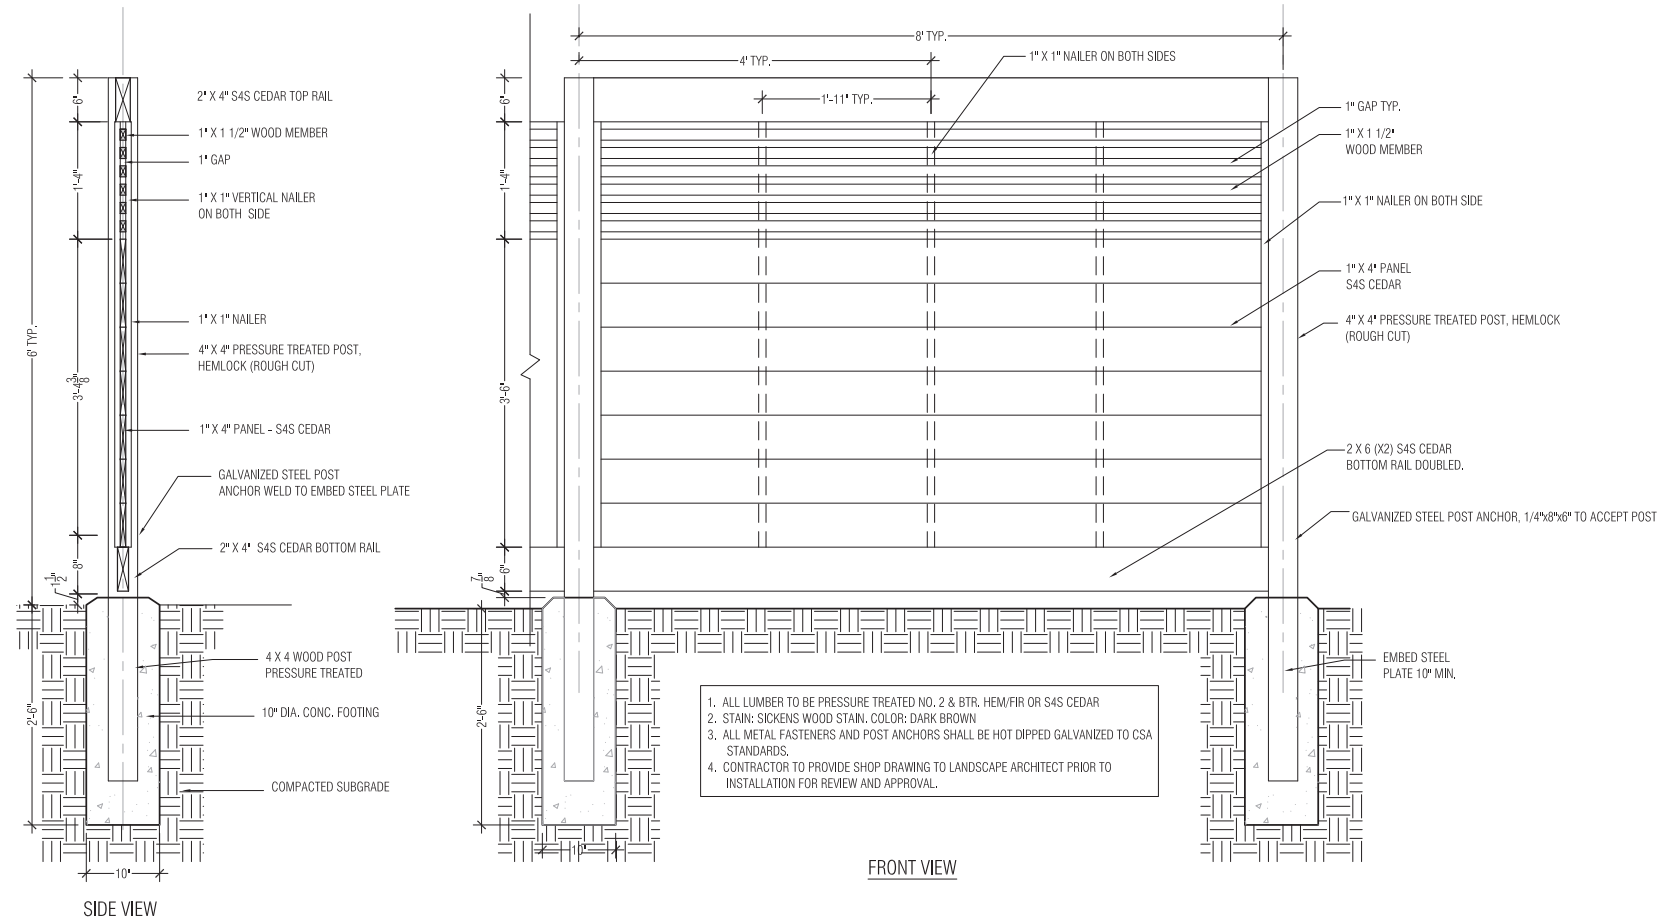 8' TYP.
4' TYP.
1'-11" TYP.
1" X 1" NAILER ON BOTH SIDES
6"
1'-4"
3'-4 3/8"
8"
1 1/2"
6' TYP.
2'-6"
10"
2" X 4" S4S CEDAR TOP RAIL
1" X 1 1/2" WOOD MEMBER
1" GAP
1" X 1" VERTICAL NAILER
ON BOTH SIDE
1" X 1" NAILER
4" X 4" PRESSURE TREATED POST,
HEMLOCK (ROUGH CUT)
1" X 4" PANEL - S4S CEDAR
GALVANIZED STEEL POST
ANCHOR WELD TO EMBED STEEL PLATE
2" X 4" S4S CEDAR BOTTOM RAIL
4 X 4 WOOD POST
PRESSURE TREATED
10" DIA. CONC. FOOTING
COMPACTED SUBGRADE
SIDE VIEW
6"
1'-4"
3'-6"
6"
7/8"
2'-6"
10"
1" GAP TYP.
1" X 1 1/2"
WOOD MEMBER
1" X 1" NAILER ON BOTH SIDE
1" X 4" PANEL
S4S CEDAR
4" X 4" PRESSURE TREATED POST, HEMLOCK
(ROUGH CUT)
2 X 6 (X2) S4S CEDAR
BOTTOM RAIL DOUBLED.
GALVANIZED STEEL POST ANCHOR, 1/4"x8"x6" TO ACCEPT POST
EMBED STEEL
PLATE 10" MIN.
1. ALL LUMBER TO BE PRESSURE TREATED NO. 2 & BTR. HEM/FIR OR S4S CEDAR
2. STAIN: SICKENS WOOD STAIN. COLOR: DARK BROWN
3. ALL METAL FASTENERS AND POST ANCHORS SHALL BE HOT DIPPED GALVANIZED TO CSA
STANDARDS.
4. CONTRACTOR TO PROVIDE SHOP DRAWING TO LANDSCAPE ARCHITECT PRIOR TO
INSTALLATION FOR REVIEW AND APPROVAL.
FRONT VIEW